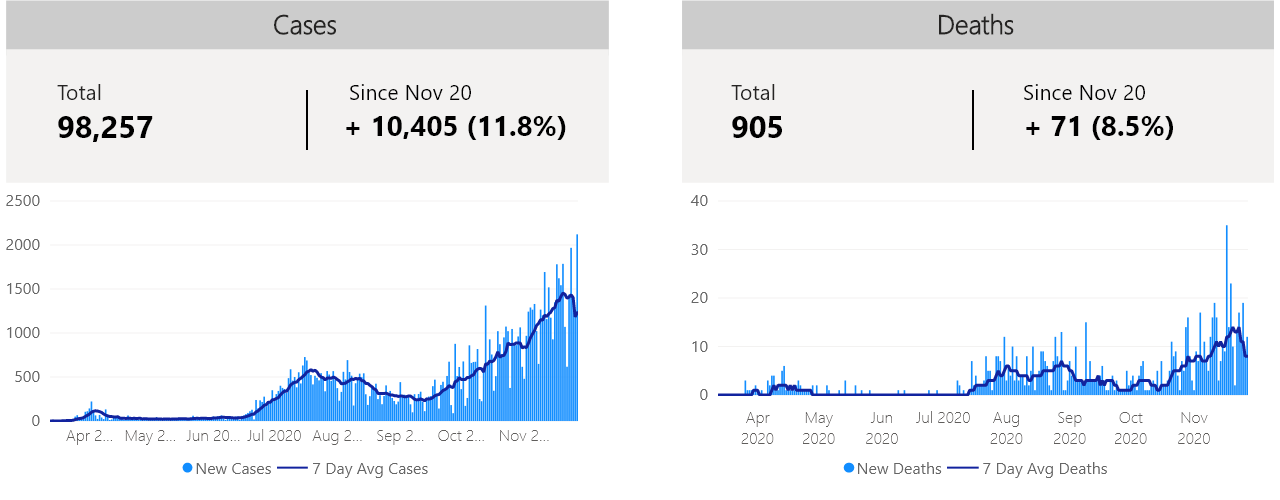 Cases
Total
98,257
Since Nov 20
+ 10,405 (11.8%)
2500
2000
1500
1000
500
0
Apr 2... May 2... Jun 20... Jul 2020 Aug 2... Sep 2... Oct 2... Nov 2...
New Cases 7 Day Avg Cases
Deaths
Total
905
Since Nov 20
+ 71 (8.5%)
40
30
20
10
0
Apr May Jun Jul 2020 Aug Sep Oct Nov
2020 2020 2020 2020 2020 2020 2020
New Deaths 7 Day Avg Deaths